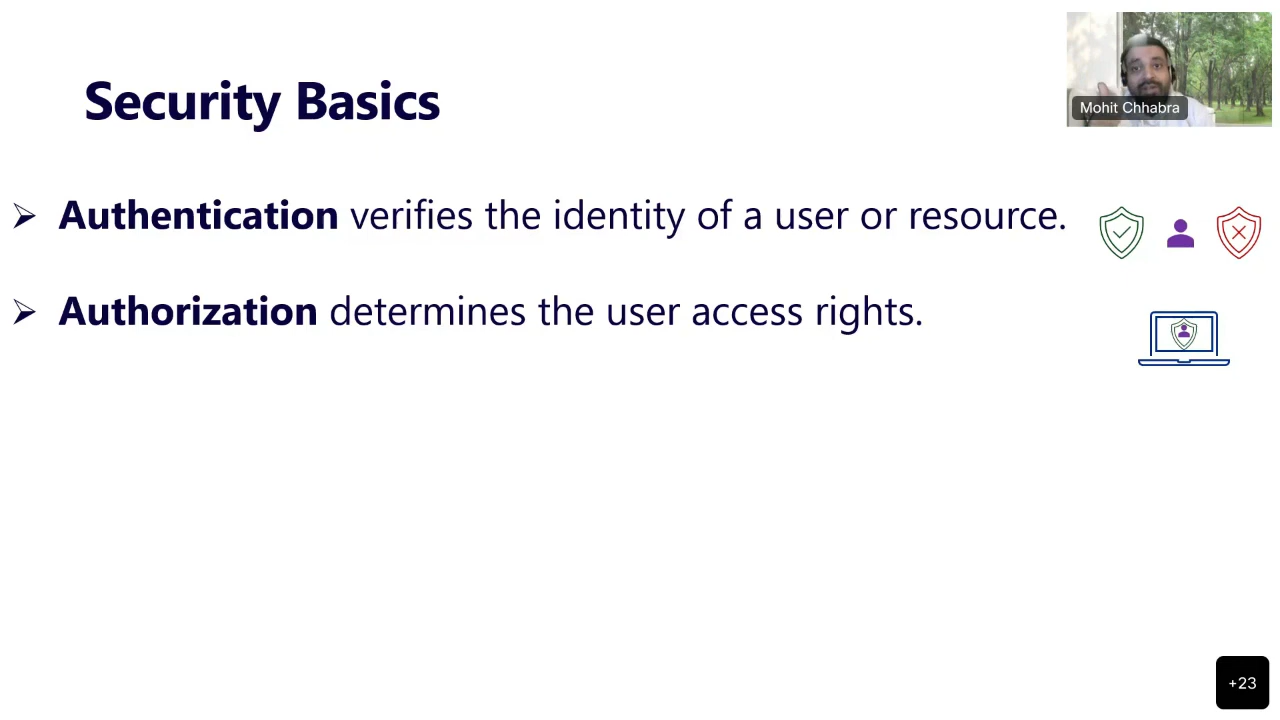 Security Basics
Mohit Chhabra
Authentication verifies the identity of a user or resource.
Authorization determines the user access rights.
+23